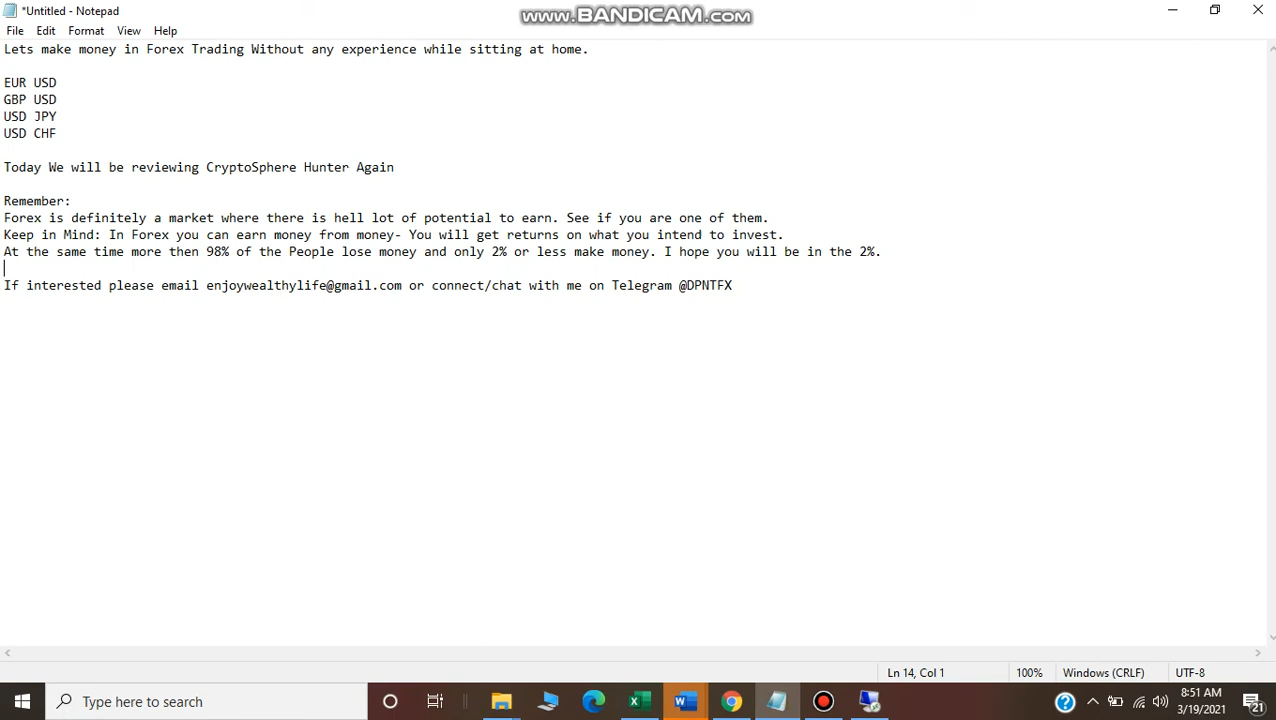 *Untitled - Notepad
www.BANDICAM.com
File Edit Format View Help
Lets make money in Forex Trading Without any experience while sitting at home.
EUR USD
GBP USD
USD JPY
USD CHF
Today We will be reviewing CryptoSphere Hunter Again
Remember:
Forex is definitely a market where there is hell lot of potential to earn. See if you are one of them.
Keep in Mind: In Forex you can earn money from money- You will get returns on what you intend to invest.
At the same time more then 98% of the People lose money and only 2% or less make money. I hope you will be in the 2%.
If interested please email enjoywealthylife@gmail.com or connect/chat with me on Telegram @DPNTFX
Ln 14, Col 1 100% Windows (CRLF) UTF-8
Type here to search
8:51 AM
3/19/2021
21